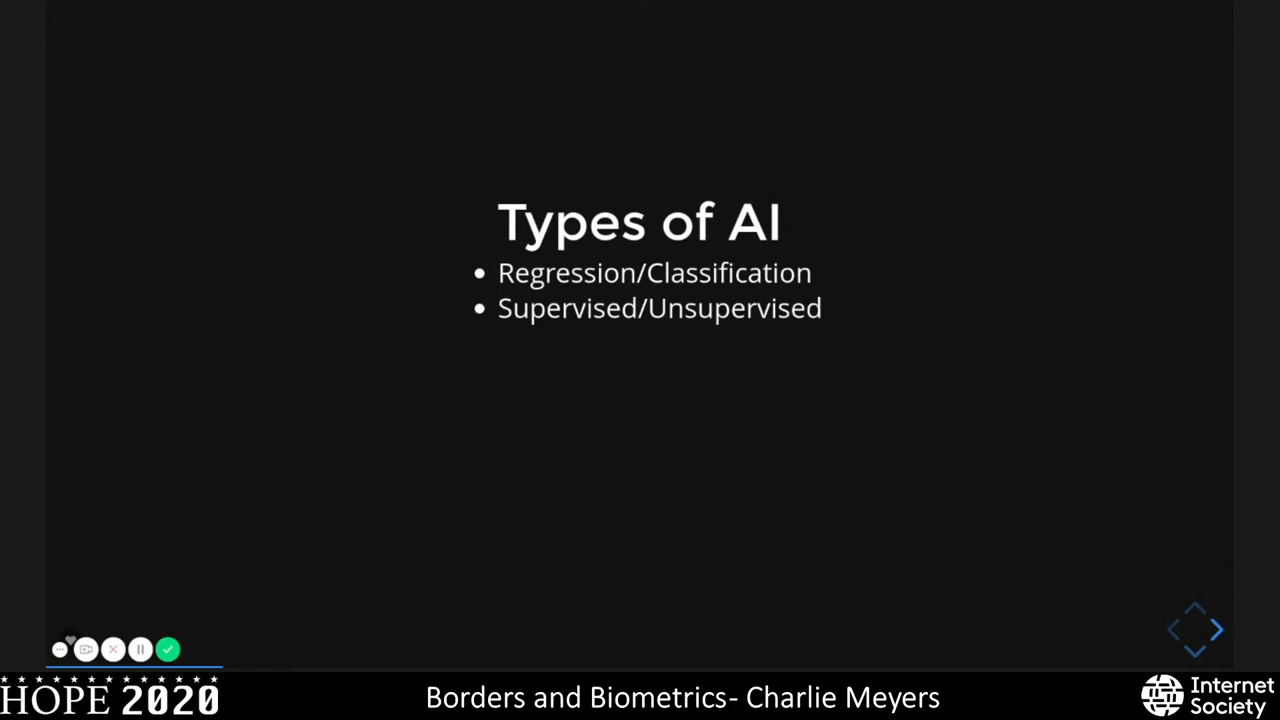 Types of AI
Regression/Classification
Supervised/Unsupervised
HOPE 2020
Borders and Biometrics- Charlie Meyers
Internet
Society